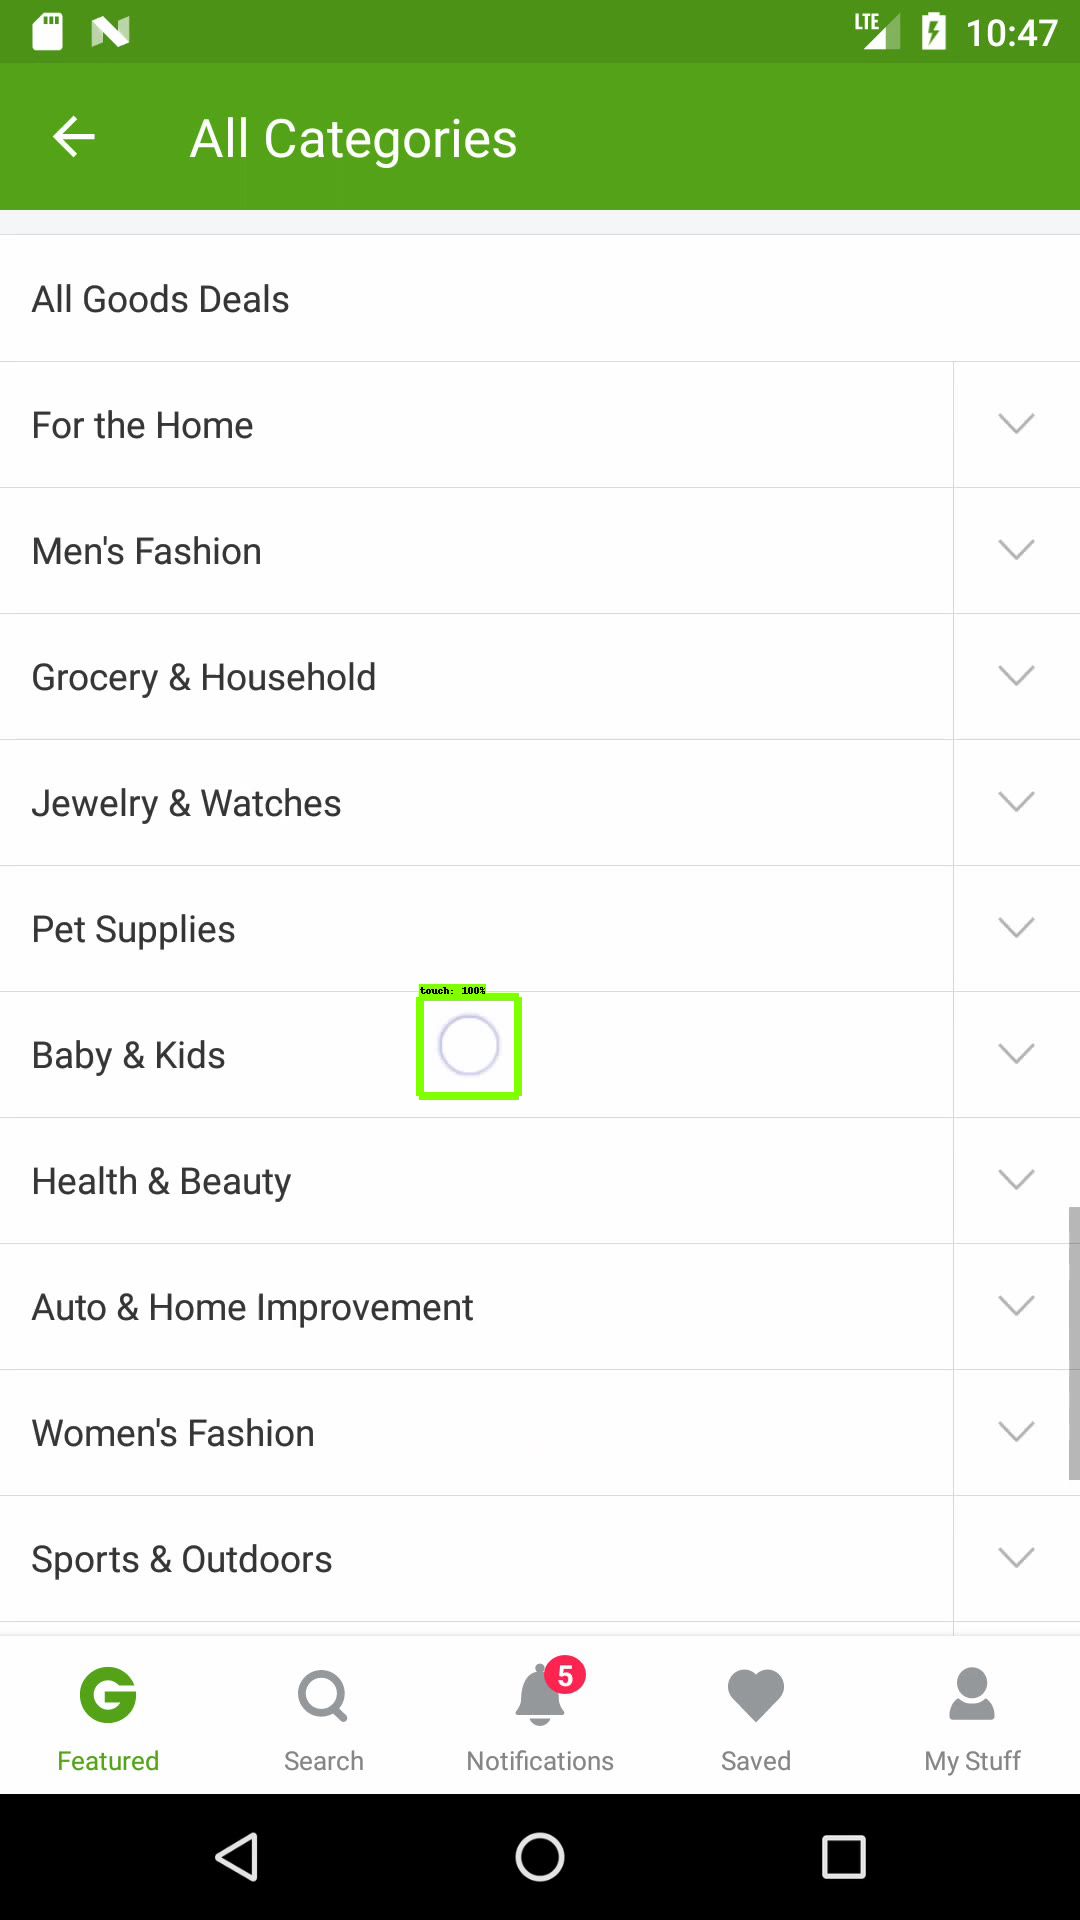 LTE 10:47
All Categories
All Goods Deals
For the Home
Men's Fashion
Grocery & Household
Jewelry & Watches
Pet Supplies
touch: 100%
Baby & Kids
Health & Beauty
Auto & Home Improvement
Women's Fashion
Sports & Outdoors
5
Featured Search Notifications Saved My Stuff